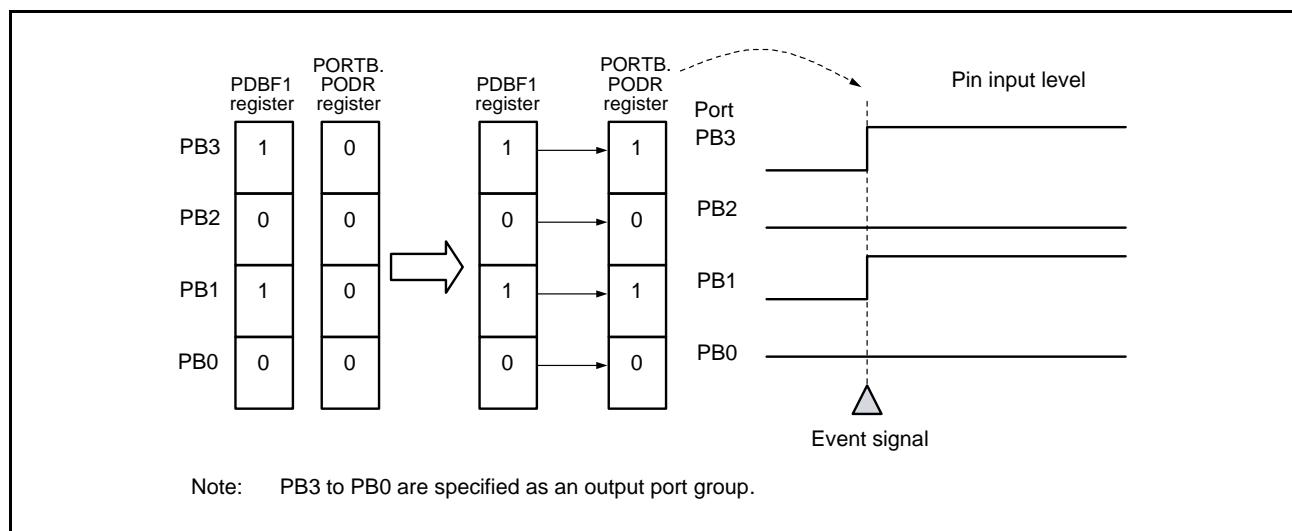 PDBF1
register
PORTB.
PODR
register
PDBF1
register
PORTB.
PODR
register
Pin input level
Port
PB3 1 0 1 1 PB3
PB2 0 0 0 0 PB2
PB1 1 0 1 1 PB1
PB0 0 0 0 0 PB0
Event signal
Note: PB3 to PB0 are specified as an output port group.